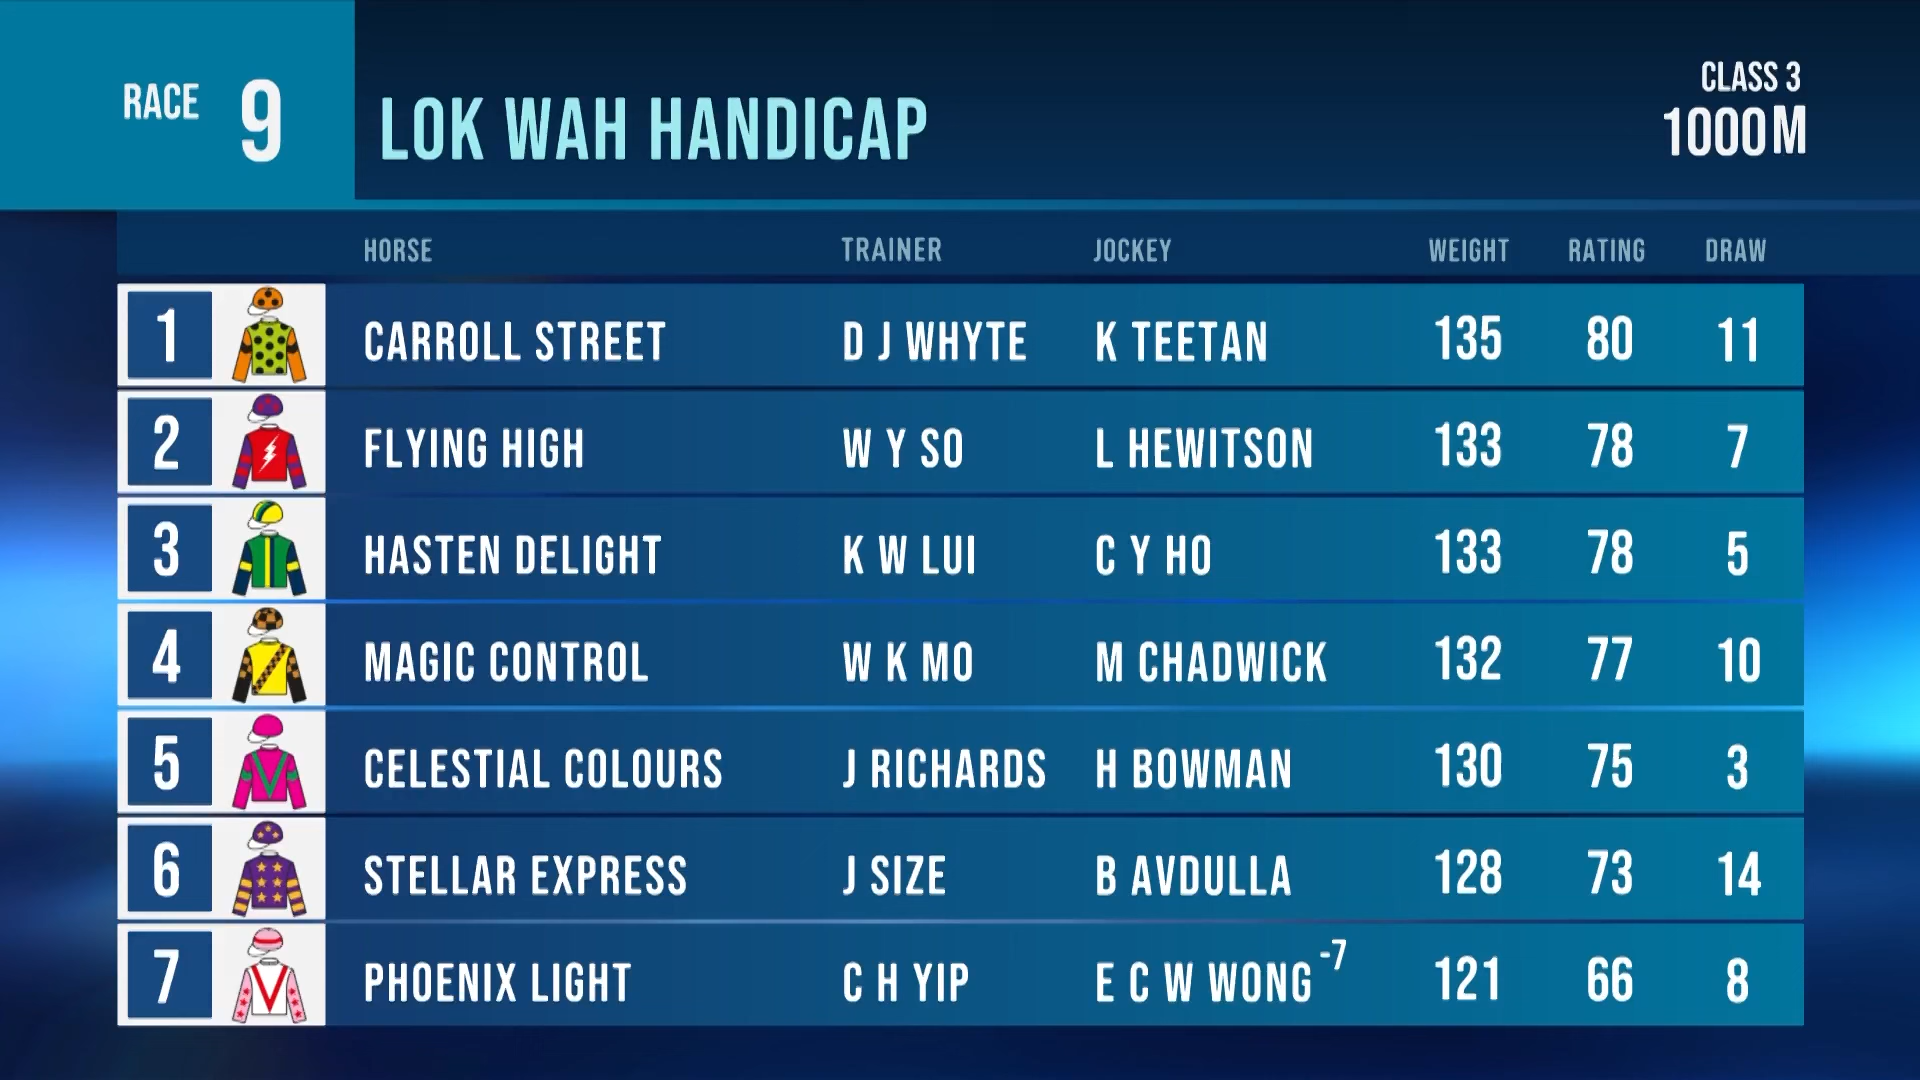 RACE 9
LOK WAH HANDICAP
CLASS 3
1000M
HORSE TRAINER JOCKEY WEIGHT RATING DRAW
1 CARROLL STREET D J WHYTE K TEETAN 135 80 11
2 FLYING HIGH W Y SO L HEWITSON 133 78 7
3 HASTEN DELIGHT K W LUI C Y HO 133 78 5
4 MAGIC CONTROL W K MO M CHADWICK 132 77 10
5 CELESTIAL COLOURS J RICHARDS H BOWMAN 130 75 3
6 STELLAR EXPRESS J SIZE B AVDULLA 128 73 14
7 PHOENIX LIGHT C H YIP E C W WONG -7 121 66 8